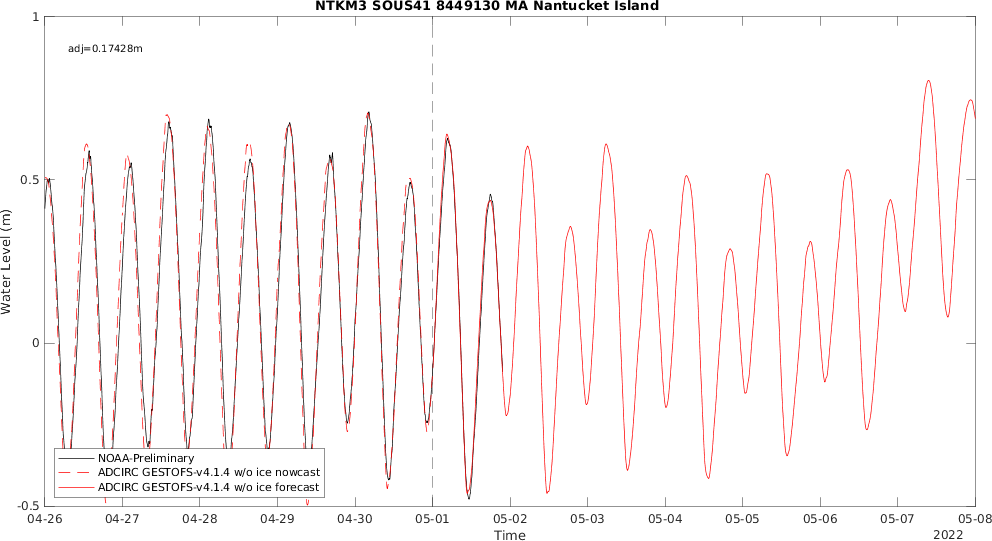 NTKM3 SOUS41 8449130 MA Nantucket Island
1
adj=0.17428m
0.5
Water Level (m)
0
NOAA-Preliminary
ADCIRC GESTOFS-v4.1.4 w/o ice nowcast
ADCIRC GESTOFS-v4.1.4 w/o ice forecast
-0.5
04-26 04-27 04-28 04-29 04-30 05-01 05-02 05-03 05-04 05-05 05-06 05-07 05-08
Time
2022